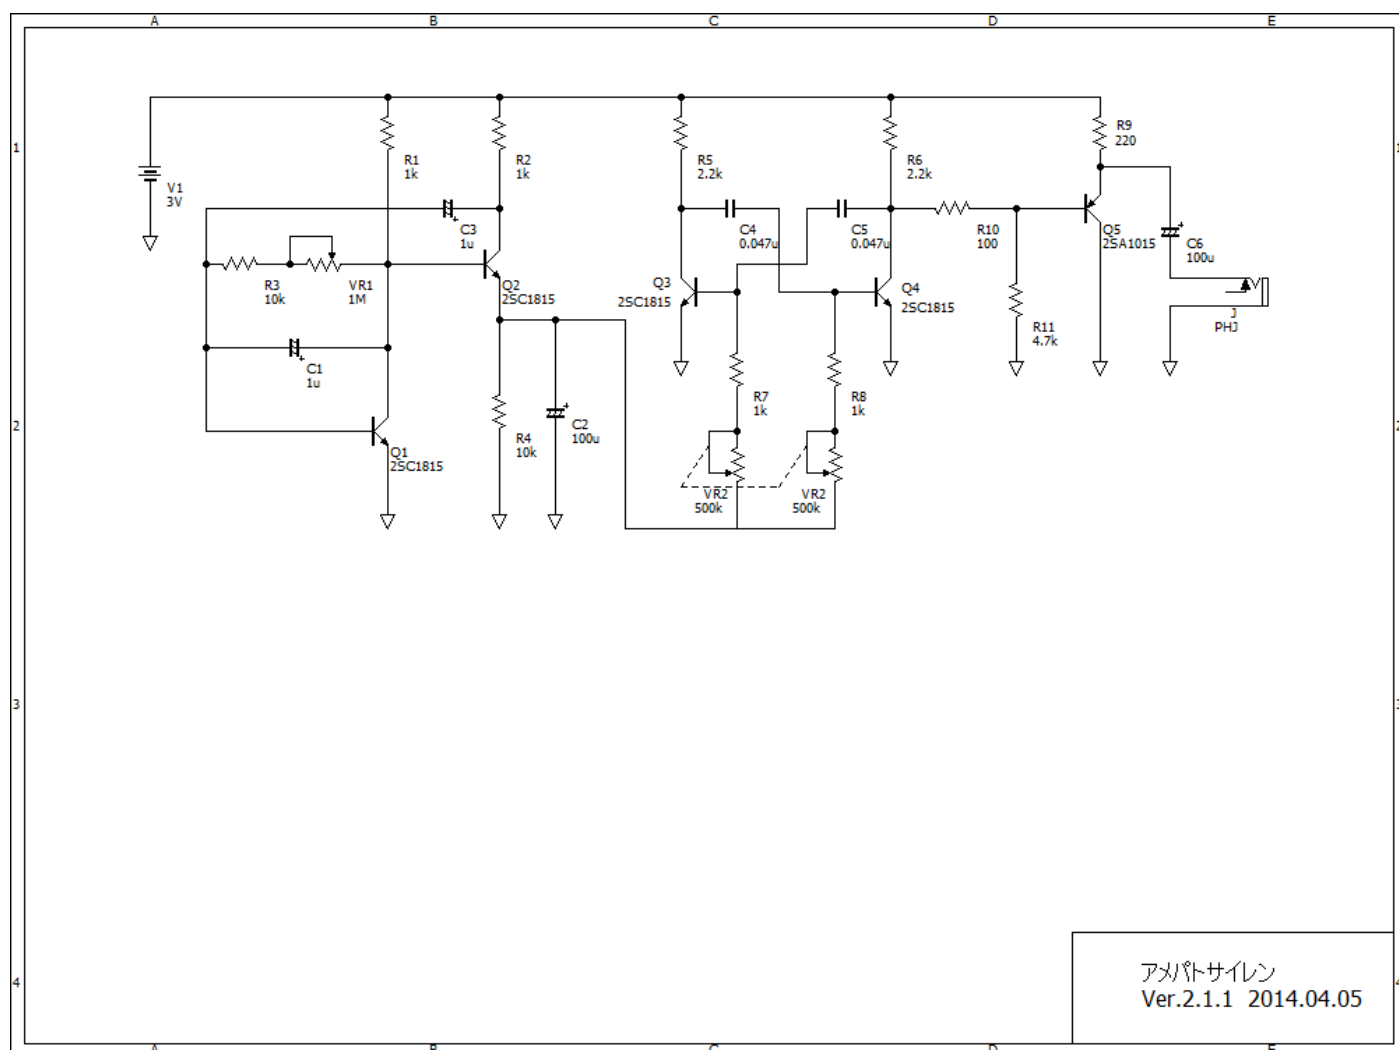 A B C D E
1 1
R1
1k
R2
1k
R5
2.2k
R6
2.2k
R9
220
V1
3V
C3
1u
C4
0.047u
C5
0.047u
R10
100
Q5
2SA1015
C6
100u
R3
10k
VR1
1M
Q2
2SC1815
Q3
2SC1815
Q4
2SC1815
J
PHJ
R11
4.7k
C1
1u
R7
1k
R8
1k
2 2
Q1
2SC1815
R4
10k
C2
100u
VR2
500k
VR2
500k
3 3
4 4
アメパトサイレン
Ver.2.1.1 2014.04.05
A B C D E